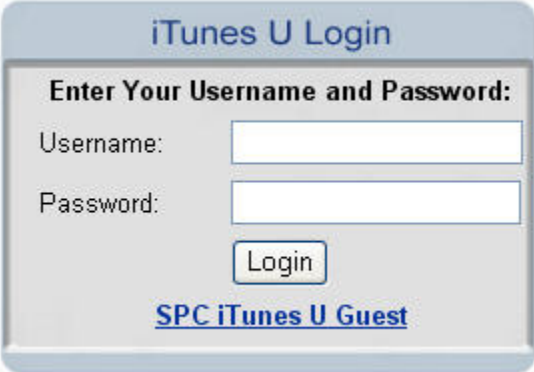 iTunes U Login
Enter Your Username and Password:
Username:
Password:
Login
SPC iTunes U Guest